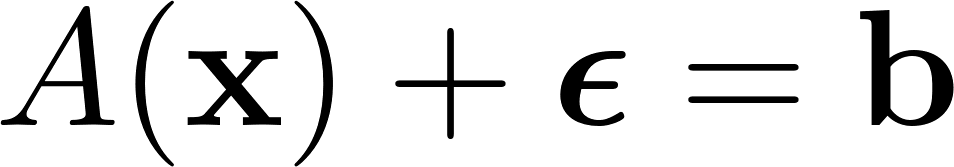 A(𝐱) + 𝛜 = 𝐛